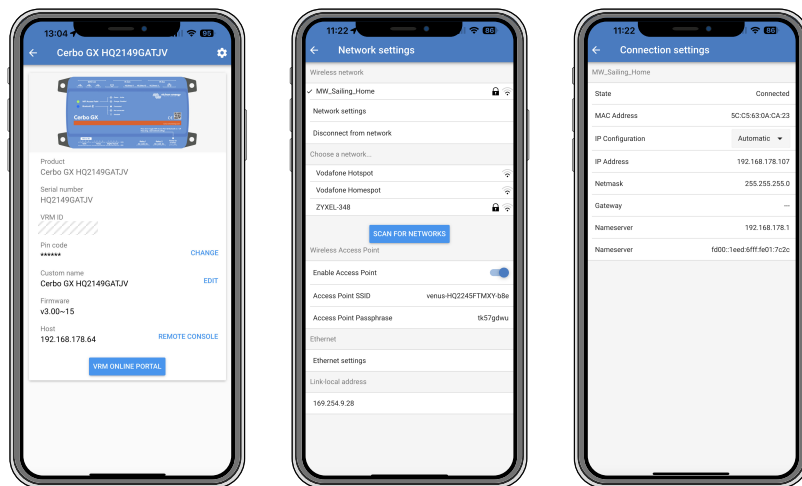 13:04
95
Cerbo GX HQ2149GATJV
Cerbo GX
Product
Cerbo GX HQ2149GATJV
Serial number
HQ2149GATJV
VRM ID
Pin code
******
CHANGE
Custom name
Cerbo GX HQ2149GATJV
EDIT
Firmware
v3.00~15
Host
192.168.178.64
REMOTE CONSOLE
VRM ONLINE PORTAL
11:22
86
Network settings
Wireless network
MW_Sailing_Home
Network settings
Disconnect from network
Choose a network...
Vodafone Hotspot
Vodafone Homespot
ZYXEL-348
SCAN FOR NETWORKS
Wireless Access Point
Enable Access Point
Access Point SSID venus-HQ2245FTMXY-b8e
Access Point Passphrase tk57gdwu
Ethernet
Ethernet settings
Link-local address
169.254.9.28
11:22
86
Connection settings
MW_Sailing_Home
State Connected
MAC Address 5C:C5:63:0A:CA:23
IP Configuration Automatic
IP Address 192.168.178.107
Netmask 255.255.255.0
Gateway ---
Nameserver 192.168.178.1
Nameserver fd00::1eed:6fff:fe01:7c2c